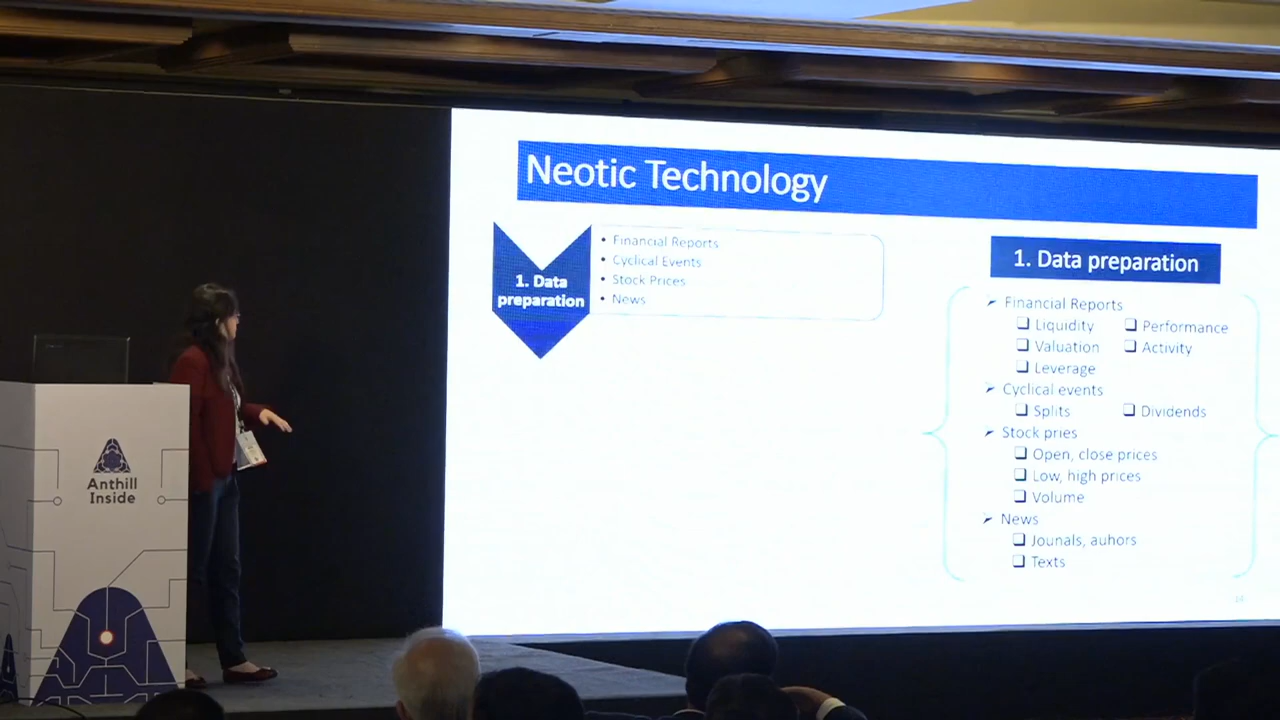 Neotic Technology
1. Data
preparation
• Financial Reports
• Cyclical Events
• Stock Prices
• News
1. Data preparation
➢ Financial Reports
❑ Liquidity ❑ Performance
❑ Valuation ❑ Activity
❑ Leverage
➢ Cyclical events
❑ Splits ❑ Dividends
➢ Stock pries
❑ Open, close prices
❑ Low, high prices
❑ Volume
➢ News
❑ Jounals, auhors
❑ Texts
Anthill
Inside